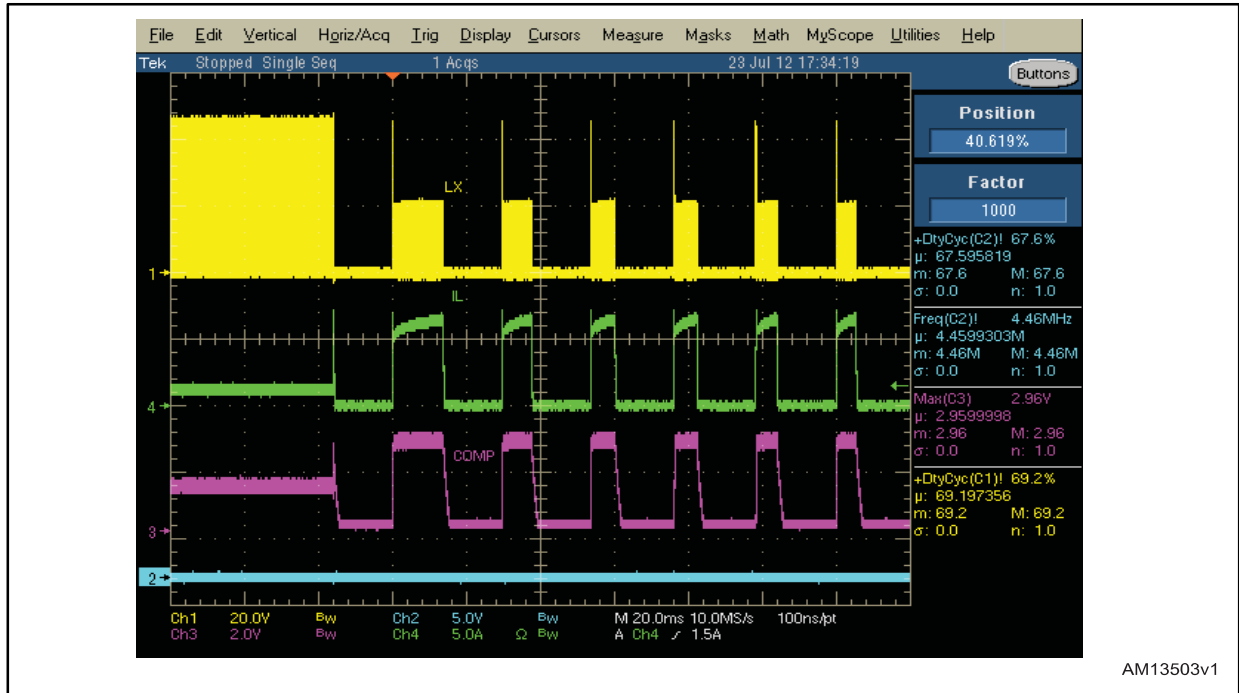 File Edit Vertical Horiz/Acq Trig Display Cursors Measure Masks Math MyScope Utilities Help
Tek Stopped Single Seq 1 Acqs 23 Jul 12 17:34:19
Buttons
Position
40.619%
Factor
1000
LX
1
IL
4
COMP
3
2
+DtyCyc(C2)! 67.6%
µ: 67.595819
m: 67.6 M: 67.6
σ: 0.0 n: 1.0
Freq(C2)! 4.46MHz
µ: 4.4599303M
m: 4.46M M: 4.46M
σ: 0.0 n: 1.0
Max(C3) 2.96V
µ: 2.9599998
m: 2.96 M: 2.96
σ: 0.0 n: 1.0
+DtyCyc(C1)! 69.2%
µ: 69.197356
m: 69.2 M: 69.2
σ: 0.0 n: 1.0
Ch1 20.0V Bw Ch2 5.0V Bw M 20.0ms 10.0MS/s 100ns/pt
Ch3 2.0V Bw Ch4 5.0A Ω Bw A Ch4 ∕ 1.5A
AM13503v1